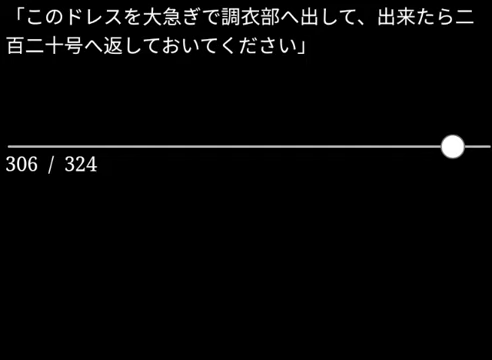 「このドレスを大急ぎで調衣部へ出して、出来たら二
百二十号へ返しておいてください」
306 / 324